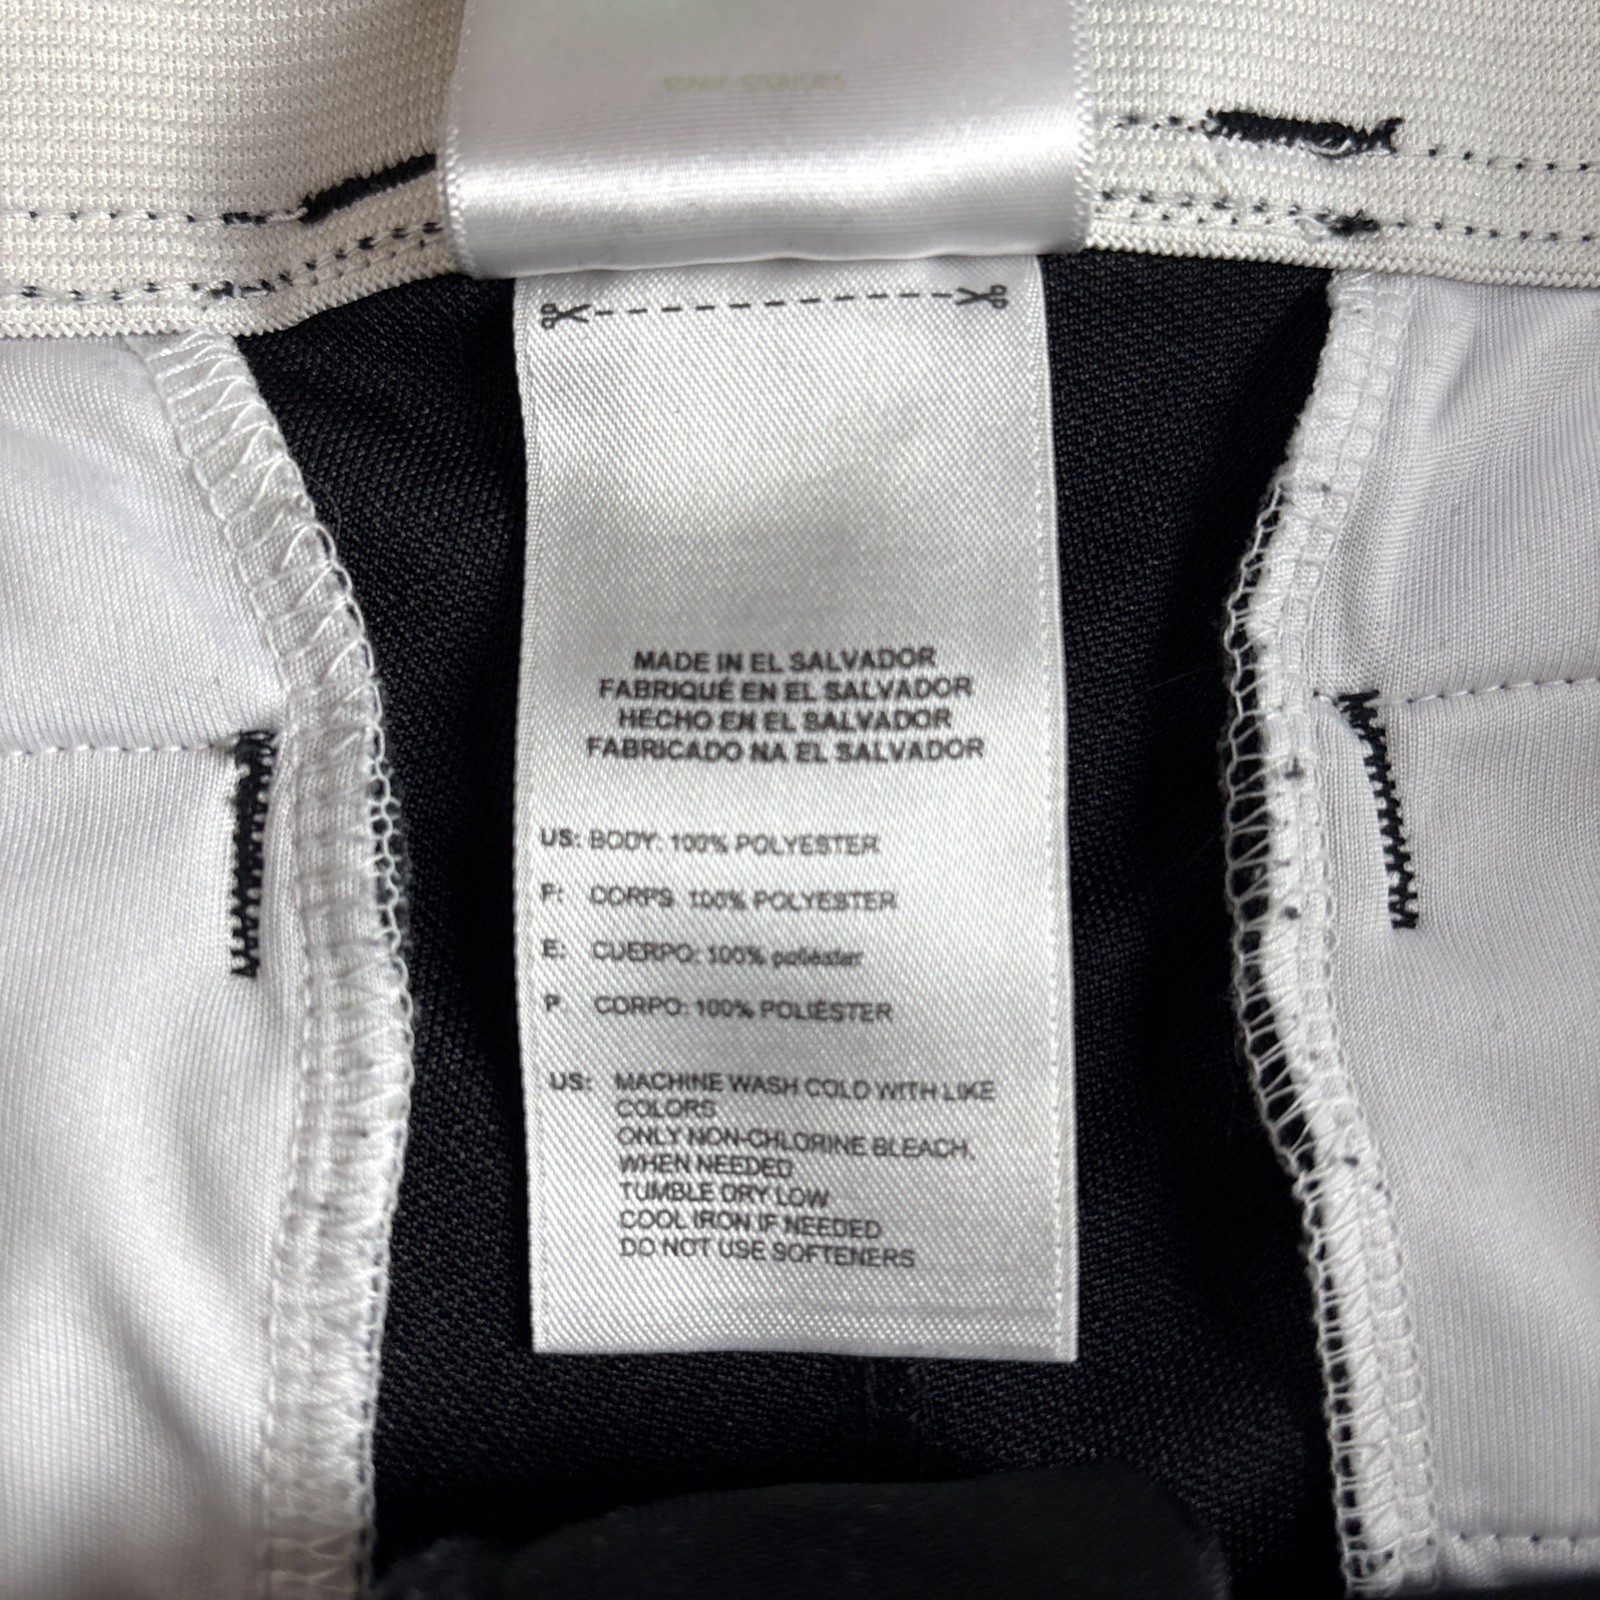 MADE IN EL SALVADOR
FABRIQUÉ EN EL SALVADOR
HECHO EN EL SALVADOR
FABRICADO NA EL SALVADOR
US: BODY: 100% POLYESTER
F: CORPS 100% POLYESTER
E: CUERPO: 100% poliéster
P. CORPO: 100% POLIÉSTER
US: MACHINE WASH COLD WITH LIKE
COLORS
ONLY NON-CHLORINE BLEACH,
WHEN NEEDED
TUMBLE DRY LOW
COOL IRON IF NEEDED
DO NOT USE SOFTENERS